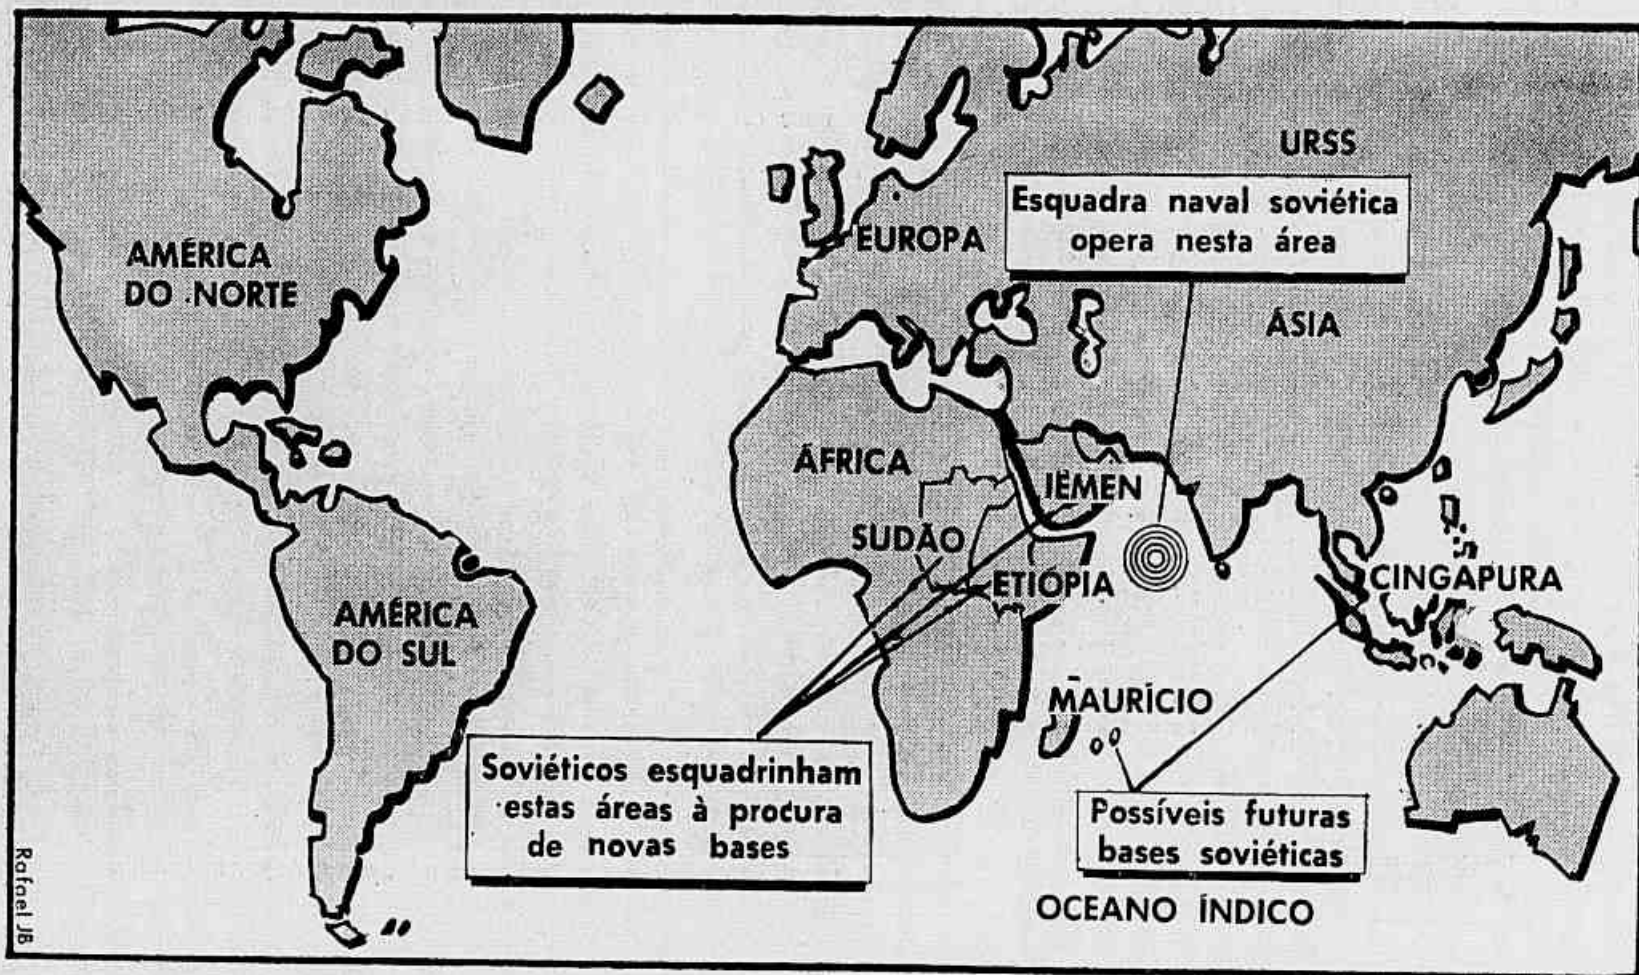 URSS
Esquadra naval soviética
opera nesta área
AMÉRICA
DO NORTE
EUROPA
ÁSIA
ÁFRICA
IÊMEN
SUDÃO
ETIÓPIA
CINGAPURA
AMÉRICA
DO SUL
MAURÍCIO
Soviéticos esquadrinham
estas áreas à procura
de novas bases
Possíveis futuras
bases soviéticas
OCEANO ÍNDICO
Rafael JB